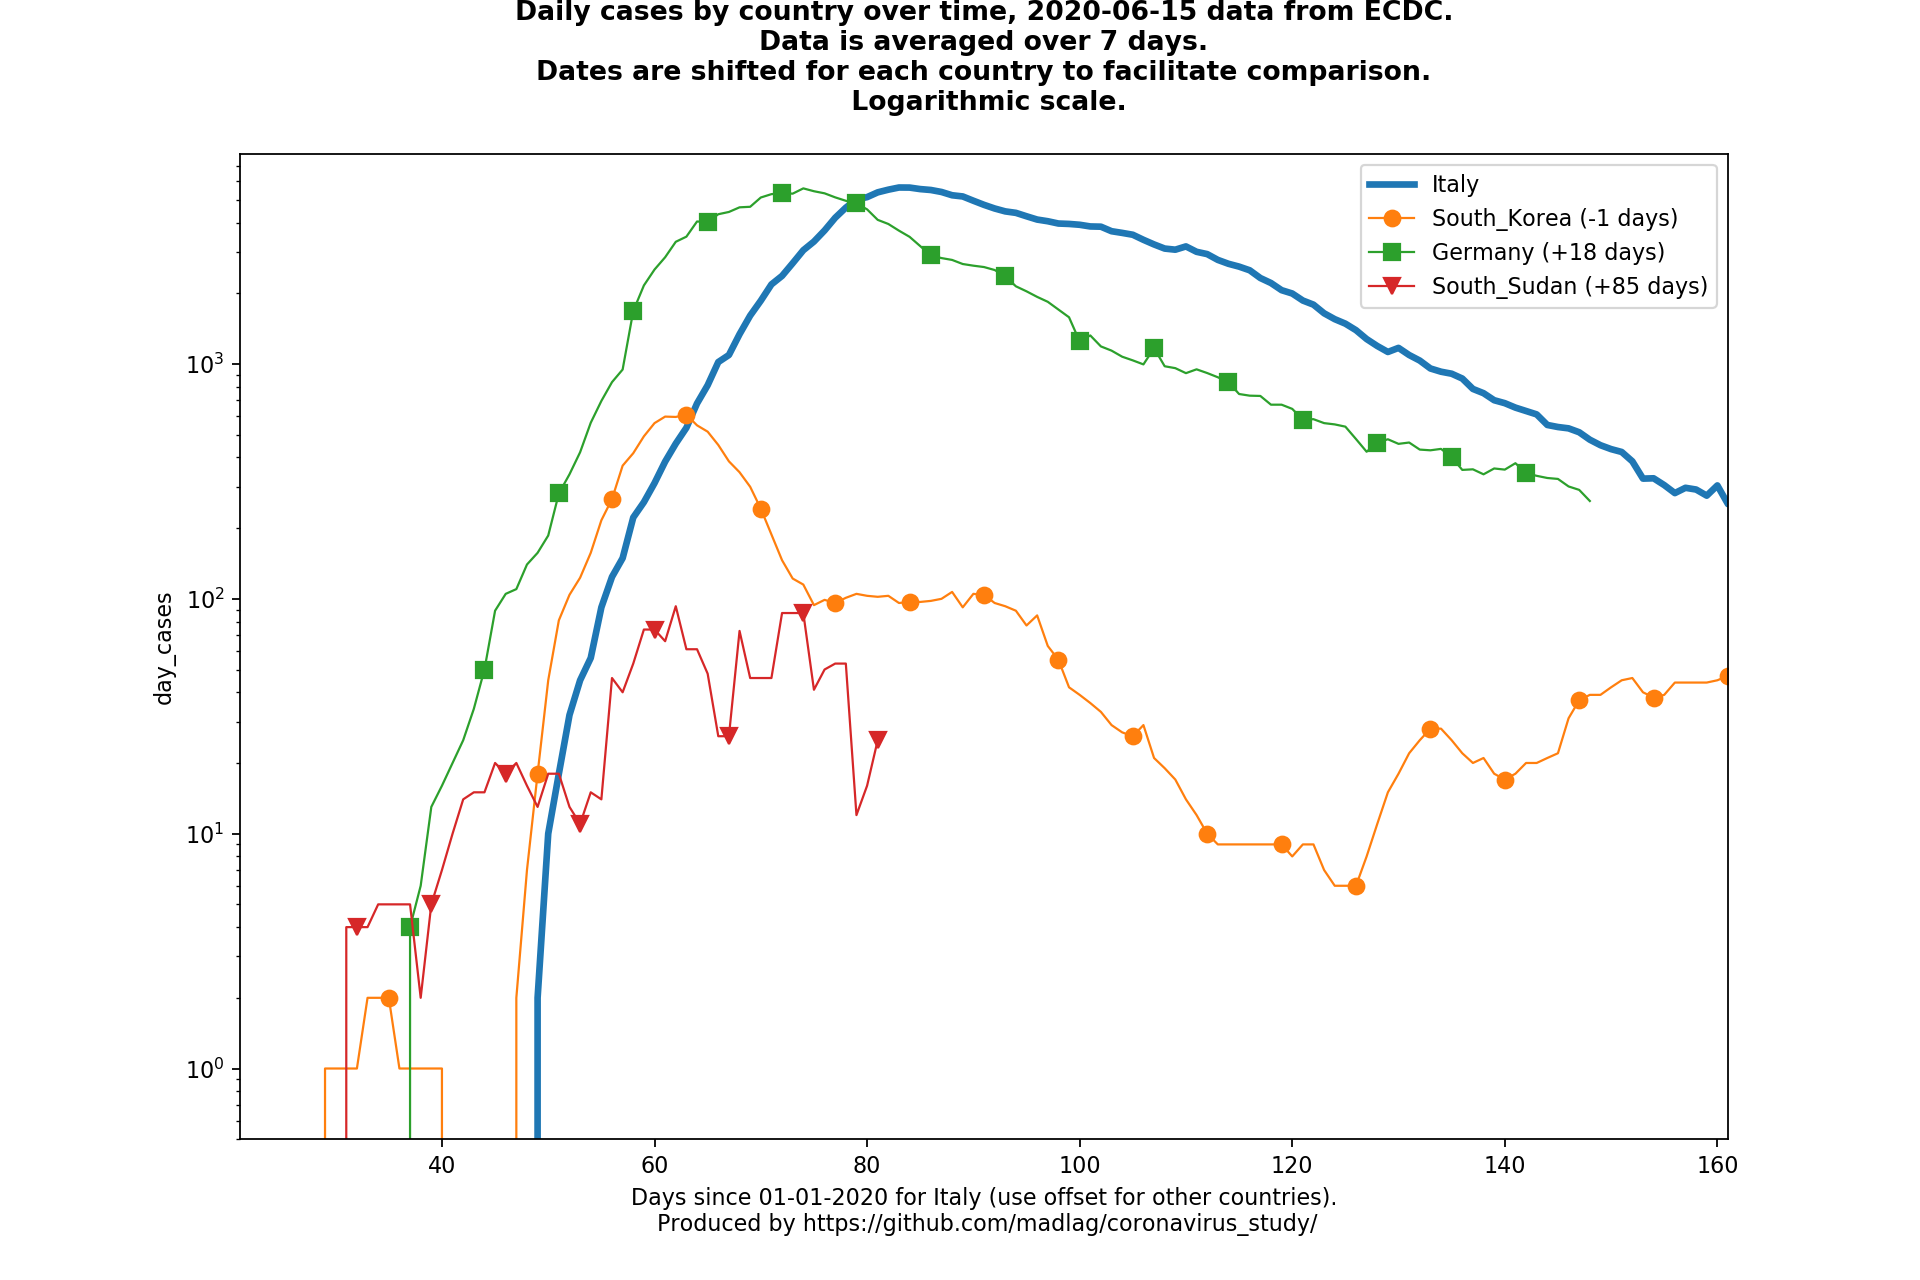 Daily cases by country over time, 2020-06-15 data from ECDC.
Data is averaged over 7 days.
Dates are shifted for each country to facilitate comparison.
Logarithmic scale.
Italy
South_Korea (-1 days)
Germany (+18 days)
South_Sudan (+85 days)
day_cases
10³
10²
10¹
10⁰
40 60 80 100 120 140 160
Days since 01-01-2020 for Italy (use offset for other countries).
Produced by https://github.com/madlag/coronavirus_study/